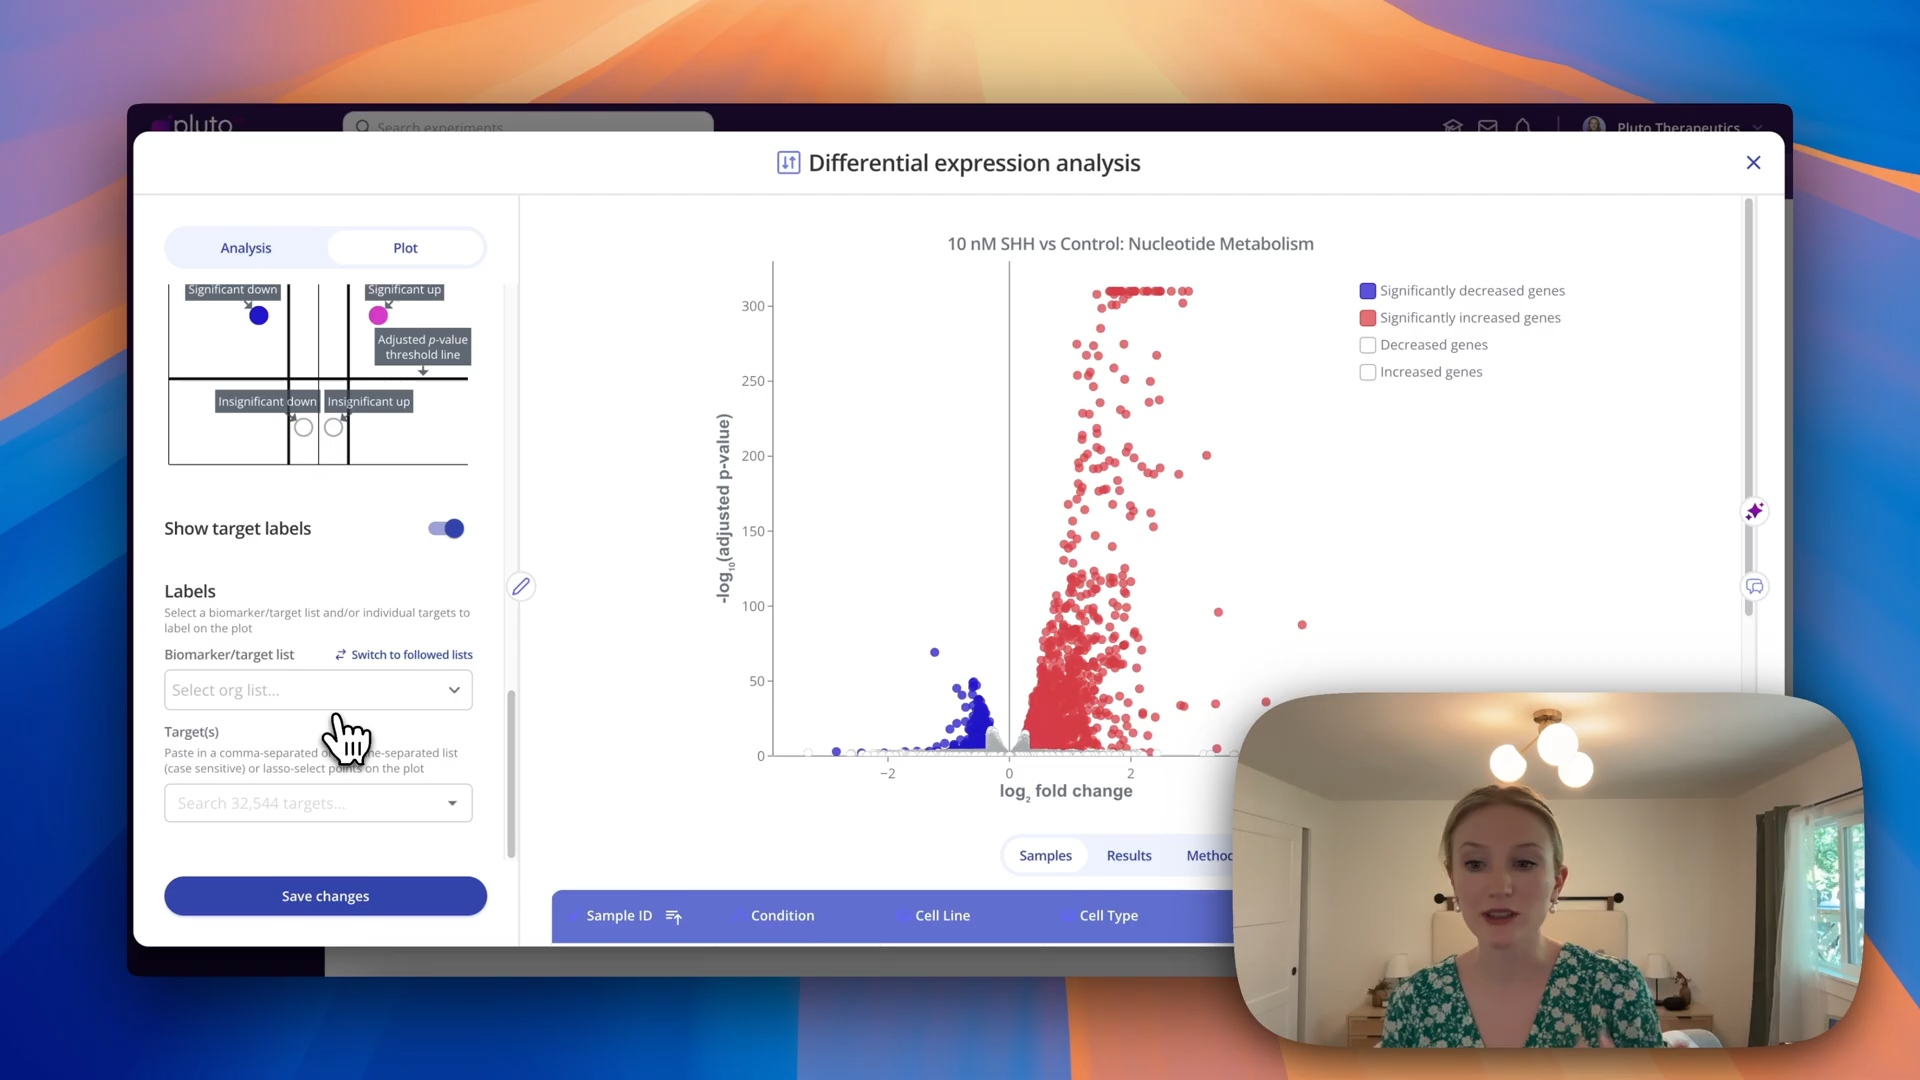 pluto
Search experiments
Pluto Therapeutics
Differential expression analysis
Analysis
Plot
Significant down
Significant up
Adjusted p-value
threshold line
Insignificant down
Insignificant up
Show target labels
Labels
Select a biomarker/target list and/or individual targets to
label on the plot
Biomarker/target list
Switch to followed lists
Select org list...
Target(s)
Paste in a comma-separated o ne-separated list
(case sensitive) or lasso-select points on the plot
Search 32,544 targets...
Save changes
10 nM SHH vs Control: Nucleotide Metabolism
300
250
200
150
100
50
0
-log10(adjusted p-value)
−2
0
2
log2 fold change
Significantly decreased genes
Significantly increased genes
Decreased genes
Increased genes
Samples
Results
Method
Sample ID
Condition
Cell Line
Cell Type